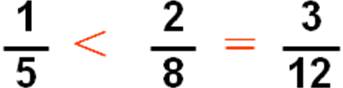 1/5 < 2/8 = 3/12